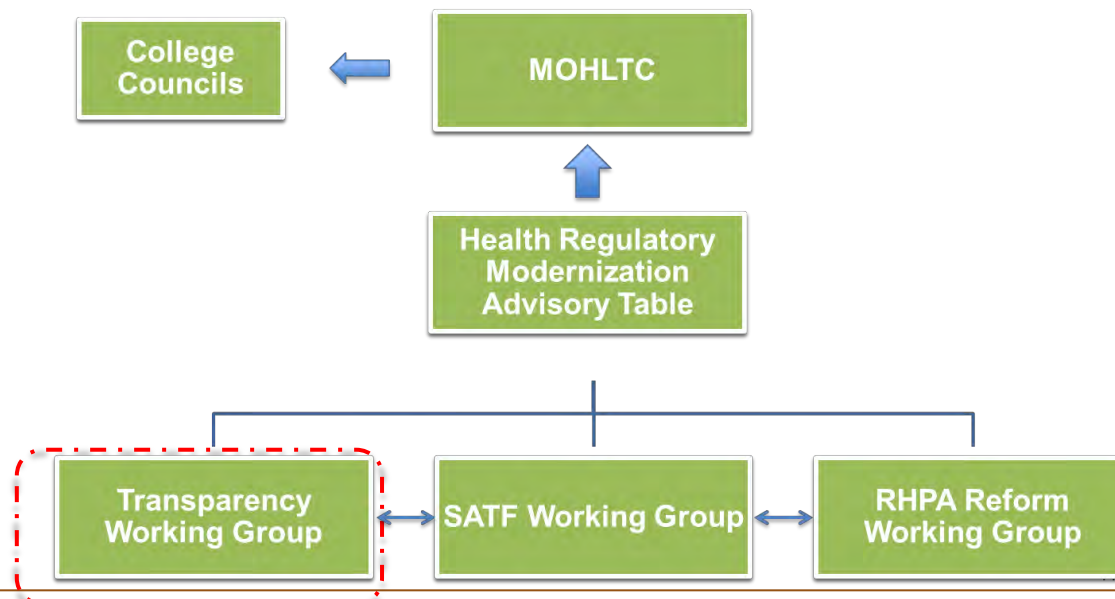 College
Councils
MOHLTC
Health Regulatory
Modernization
Advisory Table
Transparency
Working Group
SATF Working Group
RHPA Reform
Working Group